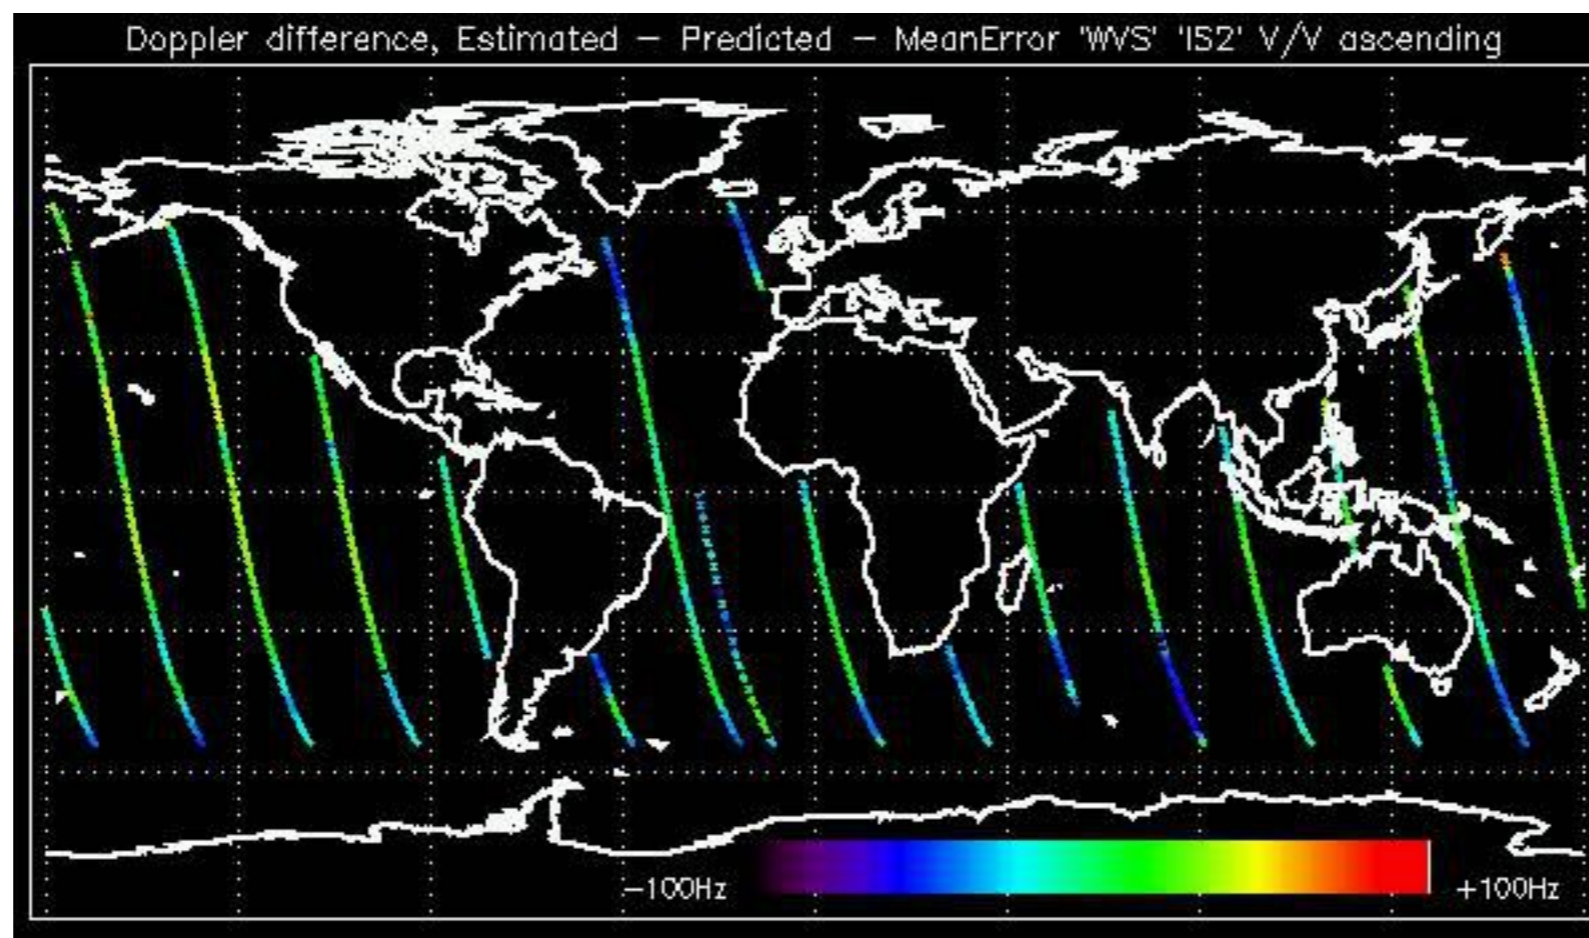 Doppler difference, Estimated – Predicted – MeanError 'WVS' 'IS2' V/V ascending
–100Hz +100Hz